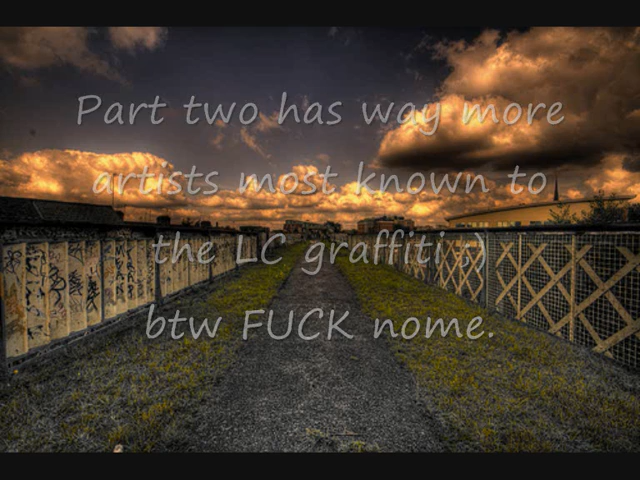 Part two has way more
artists most known to
the LC graffiti :)
btw FUCK nome.